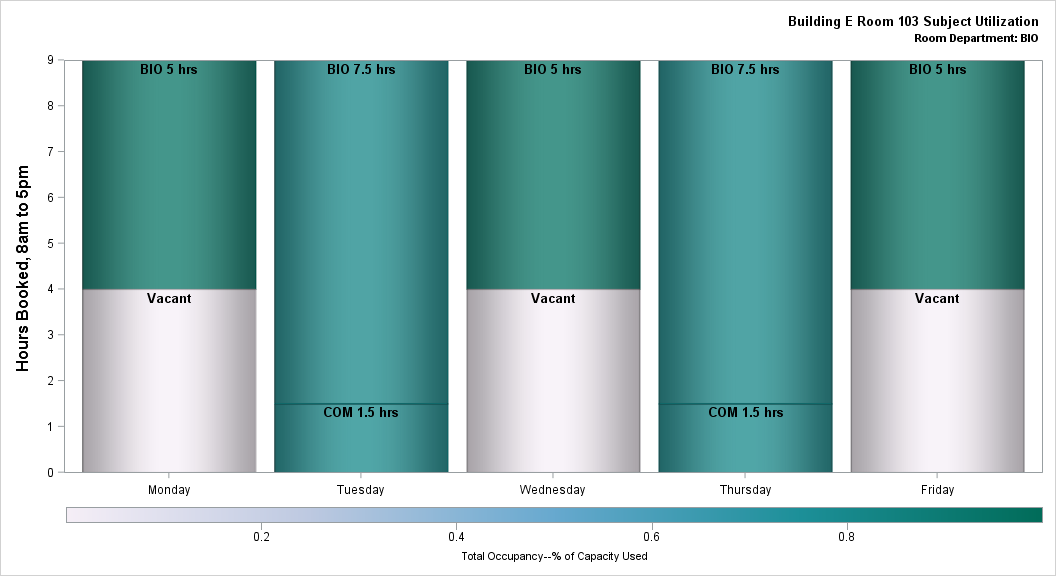 Building E Room 103 Subject Utilization
Room Department: BIO
Hours Booked, 8am to 5pm
9
8
7
6
5
4
3
2
1
0
BIO 5 hrs
BIO 7.5 hrs
BIO 5 hrs
BIO 7.5 hrs
BIO 5 hrs
Vacant
Vacant
Vacant
COM 1.5 hrs
COM 1.5 hrs
Monday
Tuesday
Wednesday
Thursday
Friday
0.2
0.4
0.6
0.8
Total Occupancy--% of Capacity Used